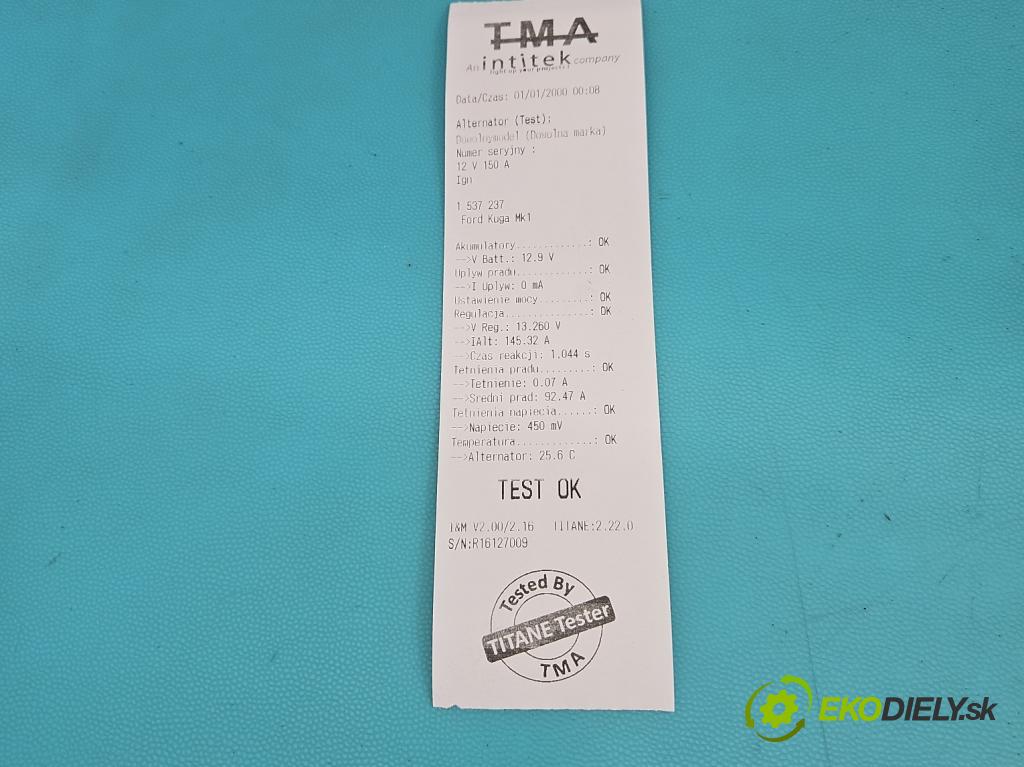 TMA
An intitek company
light up your projects!
Data/Czas: 01/01/2000 00:08
Alternator (Test):
Dowolnymodel (Dowolna marka)
Numer seryjny :
12 V 150 A
Ign
1 537 237
Ford Kuga Mk1
Akumulatory............: OK
-->V Batt.: 12.9 V
Uplyw pradu............: OK
-->I Uplyw: 0 mA
Ustawienie mocy........: OK
Regulacja..............: OK
-->V Reg.: 13.260 V
-->IAlt: 145.32 A
-->Czas reakcji: 1.044 s
Tetnienia pradu.........: OK
-->Tetnienie: 0.07 A
-->Sredni prad: 92.47 A
Tetnienia napiecia......: OK
-->Napiecie: 450 mV
Temperatura.............: OK
-->Alternator: 25.6 C
TEST OK
I&M V2.00/2.16 TITANE:2.22.0
S/N:R16127009
Tested By
TITANE Tester
TMA
EKODIELY.sk